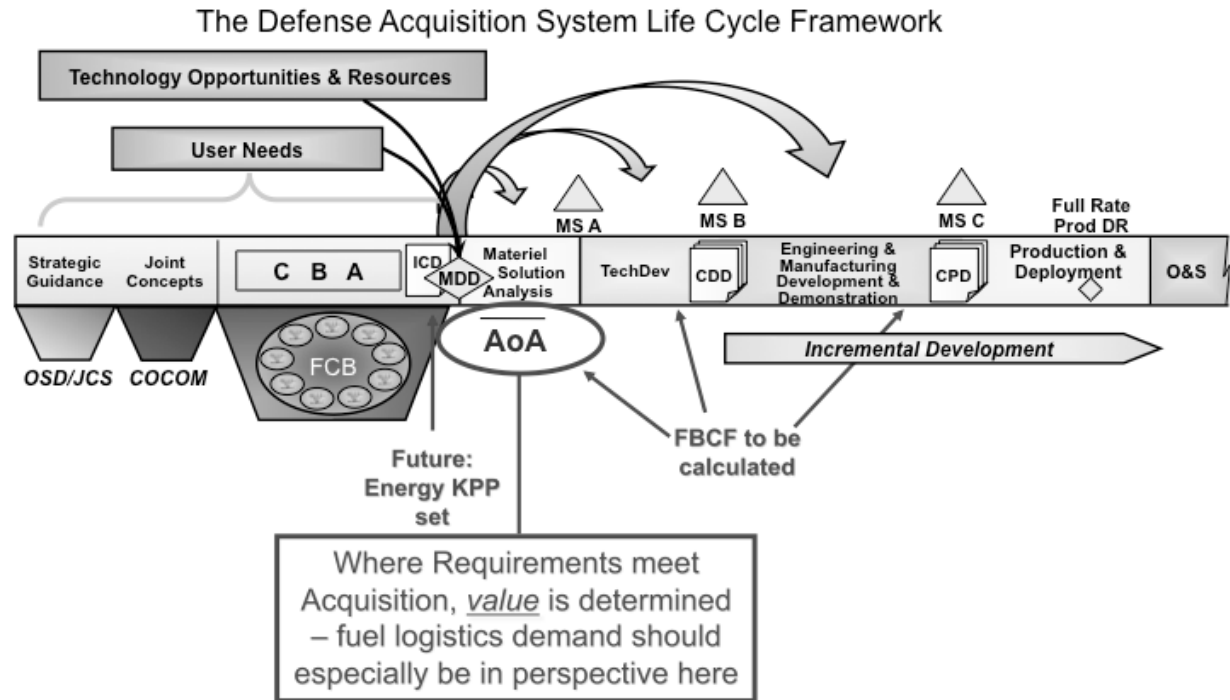 The Defense Acquisition System Life Cycle Framework
Technology Opportunities & Resources
User Needs
MS A
MS B
MS C
Full Rate
Prod DR
Strategic
Guidance
Joint
Concepts
C B A
ICD
MDD
Materiel
Solution
Analysis
TechDev
CDD
Engineering &
Manufacturing
Development &
Demonstration
CPD
Production &
Deployment
O&S
OSD/JCS
COCOM
FCB
AoA
Incremental Development
Future:
Energy KPP
set
FBCF to be
calculated
Where Requirements meet
Acquisition, value is determined
– fuel logistics demand should
especially be in perspective here